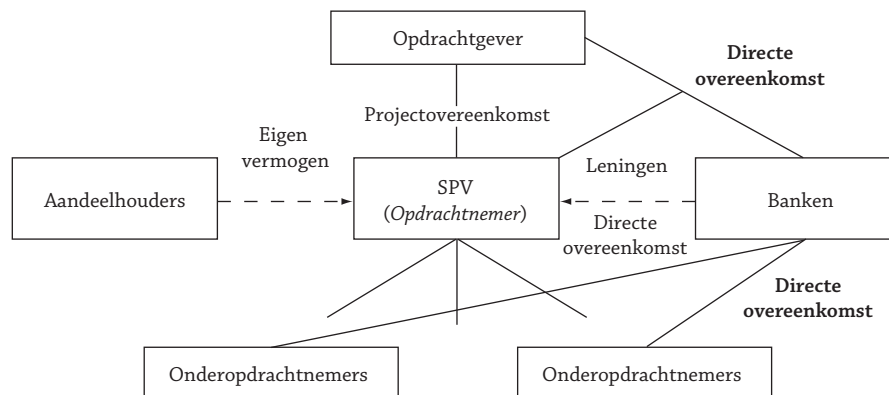 Opdrachtgever
Directe
overeenkomst
Projectovereenkomst
Eigen
vermogen
Aandeelhouders
SPV
(Opdrachtnemer)
Leningen
Directe
overeenkomst
Banken
Directe
overeenkomst
Onderopdrachtnemers
Onderopdrachtnemers